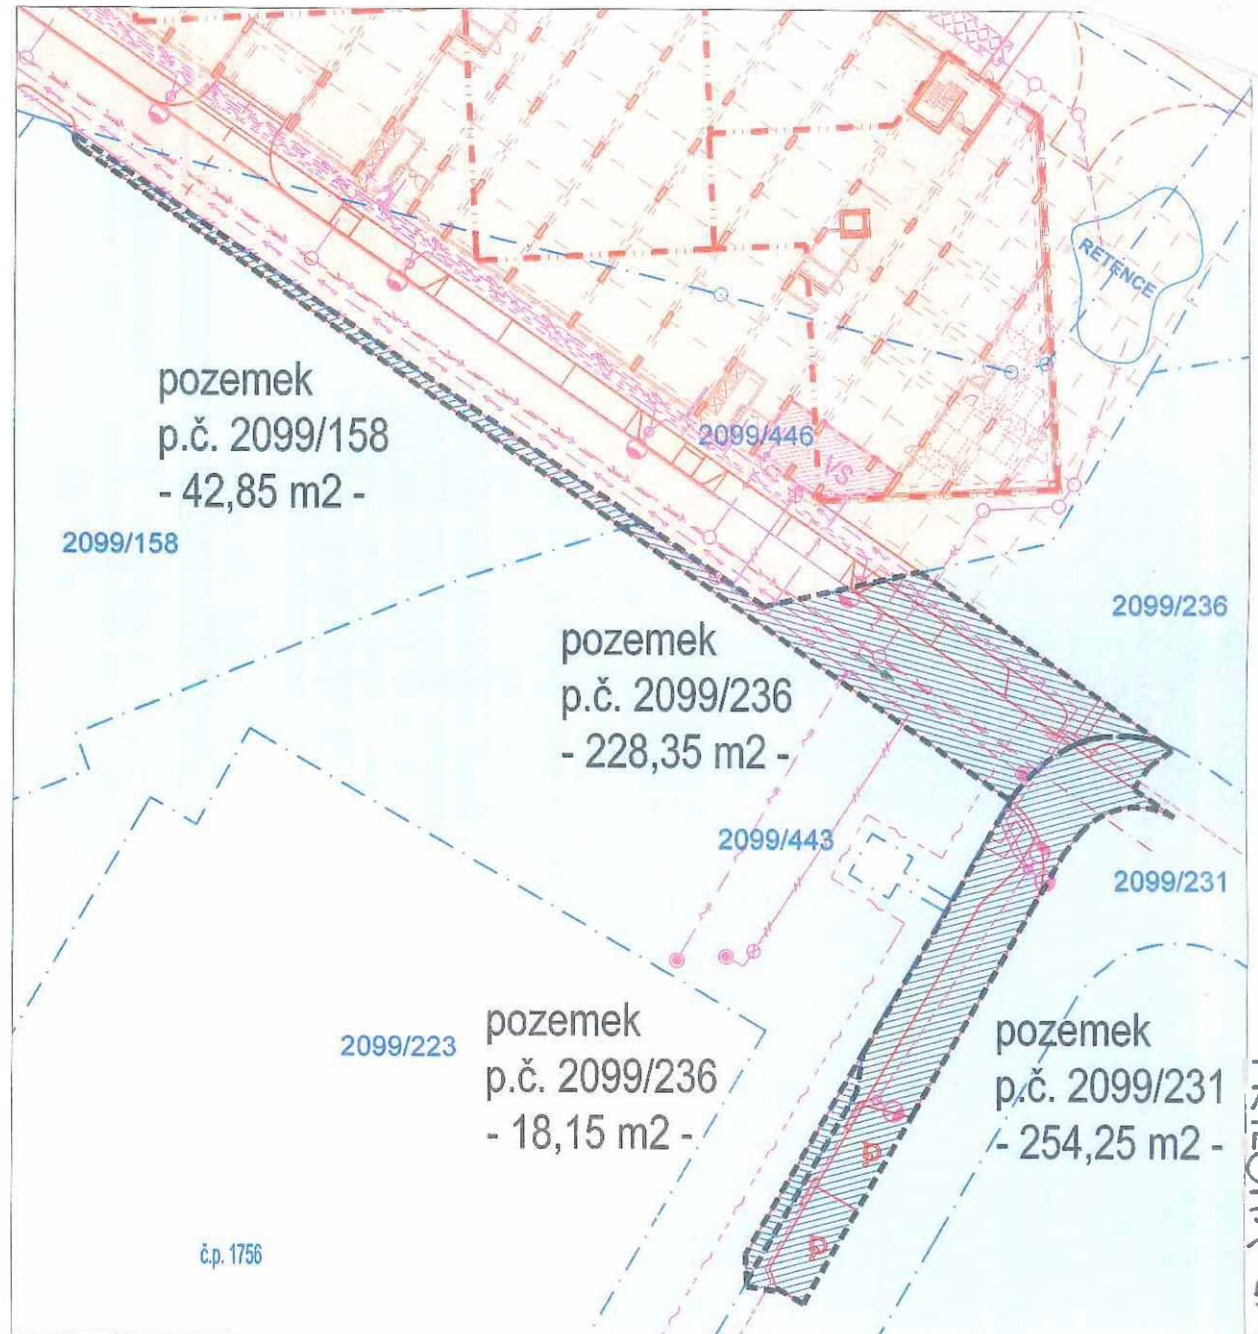 RETENCE
pozemek
p.č. 2099/158
- 42,85 m2 -
2099/446
VS
2099/158
2099/236
pozemek
p.č. 2099/236
- 228,35 m2 -
2099/443
2099/231
2099/223
pozemek
p.č. 2099/236
- 18,15 m2 -
pozemek
p.č. 2099/231
- 254,25 m2 -
č.p. 1756